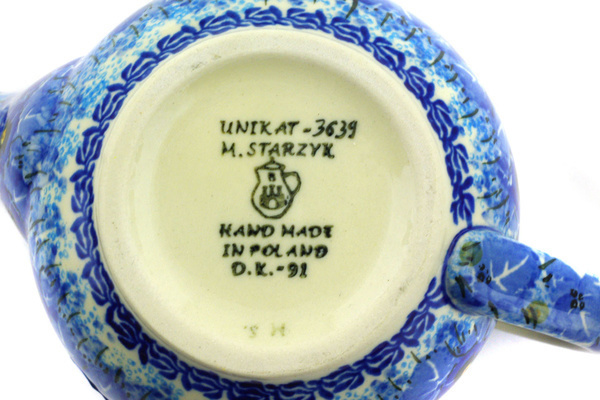 UNIKAT-3639
M. STARZYK
HAND MADE
IN POLAND
D.K.-91
M S.